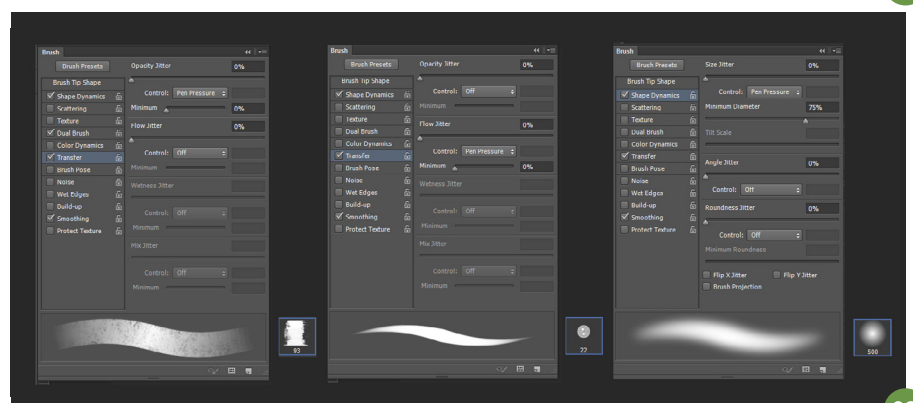 Brush
Brush Presets
Opacity Jitter 0%
Brush Tip Shape
Control: Pen Pressure
Shape Dynamics
Minimum 0%
Scattering
Texture
Flow Jitter 0%
Dual Brush
Color Dynamics
Control: Off
Transfer
Minimum
Brush Pose
Noise
Wetness Jitter
Wet Edges
Build-up
Control: Off
Smoothing
Minimum
Protect Texture
Mix Jitter
Control: Off
Minimum
93
Brush
Brush Presets
Opacity Jitter 0%
Brush Tip Shape
Control: Off
Shape Dynamics
Minimum
Scattering
Texture
Flow Jitter 0%
Dual Brush
Color Dynamics
Control: Pen Pressure
Transfer
Minimum 0%
Brush Pose
Noise
Wetness Jitter
Wet Edges
Build-up
Control: Off
Smoothing
Minimum
Protect Texture
Mix Jitter
Control: Off
Minimum
Brush
Brush Presets
Size Jitter 0%
Brush Tip Shape
Control: Pen Pressure
Shape Dynamics
Minimum Diameter 75%
Scattering
Texture
Dual Brush
Tilt Scale
Color Dynamics
Transfer
Angle Jitter 0%
Brush Pose
Noise
Control: Off
Wet Edges
Build-up
Roundness Jitter 0%
Smoothing
Protect Texture
Control: Off
Minimum Roundness
Flip X Jitter
Flip Y Jitter
Brush Projection
500